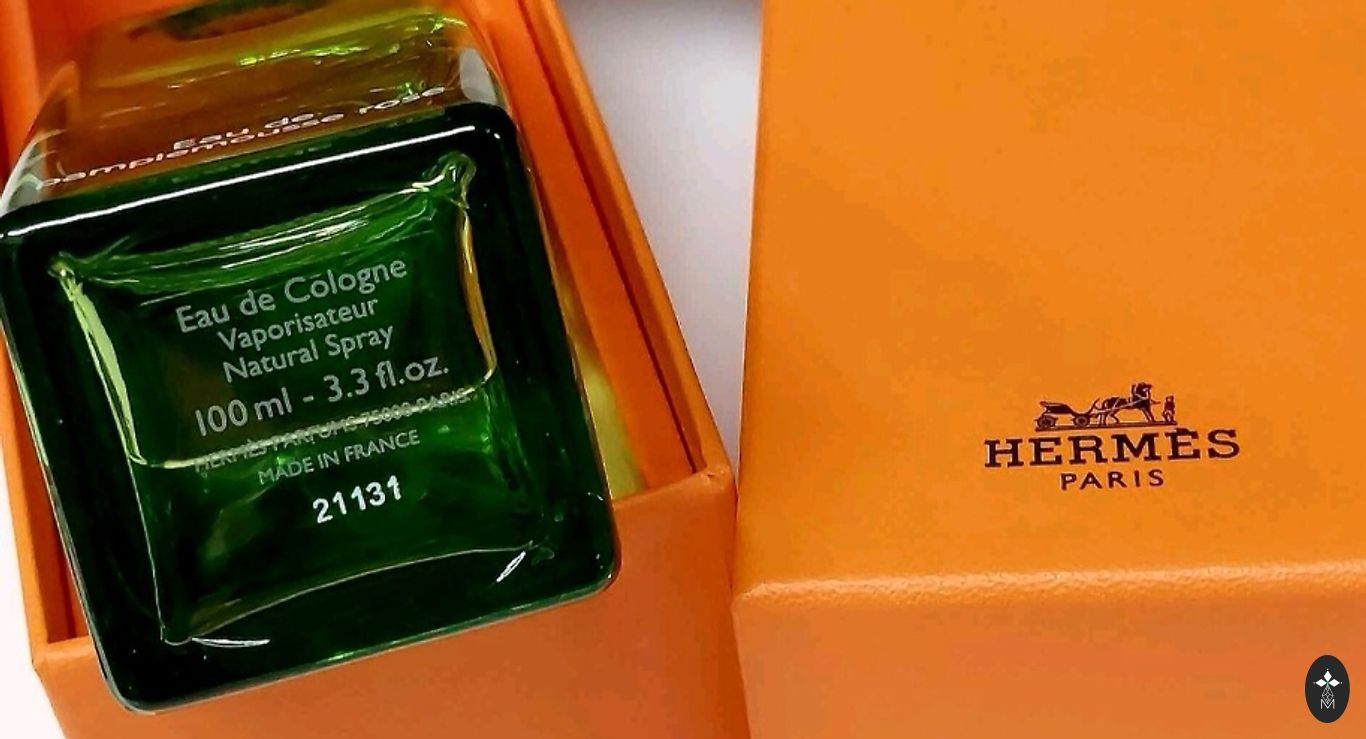 Eau de
pamplemousse rose
Eau de Cologne
Vaporisateur
Natural Spray
100 ml - 3.3 fl.oz.
HERMÈS PARFUMS 75008 PARIS
MADE IN FRANCE
21131
HERMÈS
PARIS
M